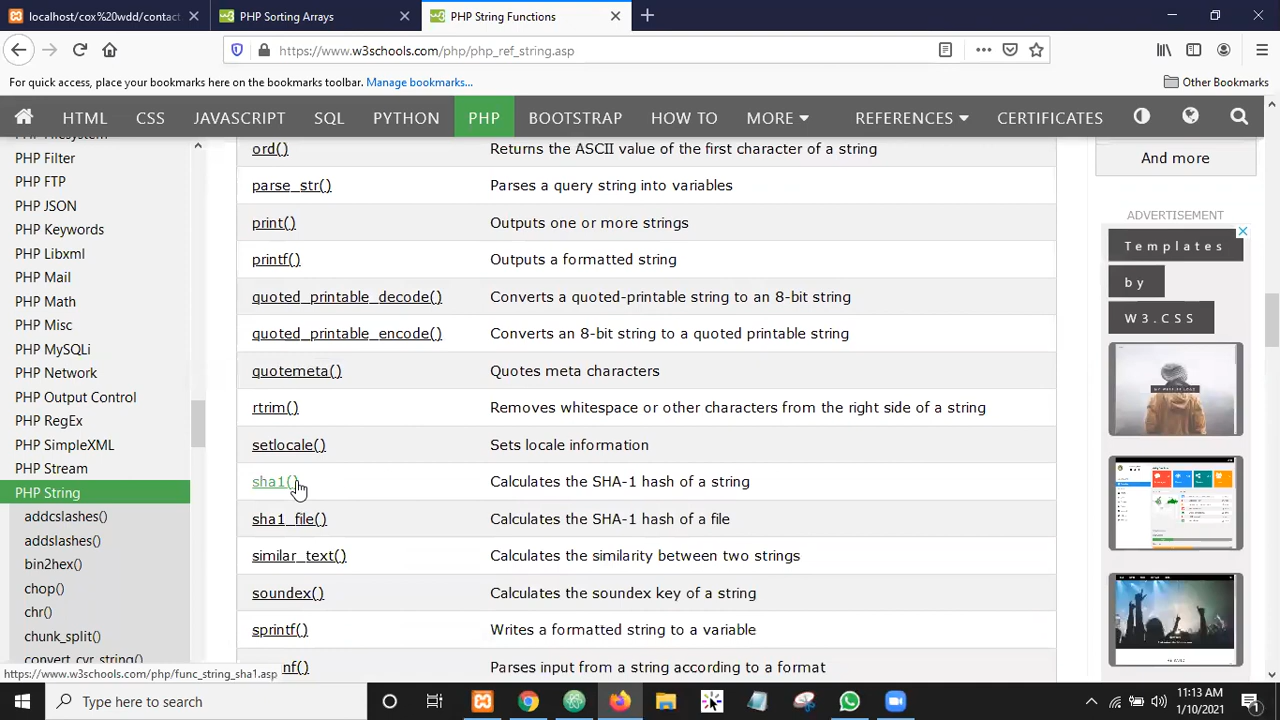 localhost/cox%20wdd/contact
PHP Sorting Arrays
PHP String Functions
https://www.w3schools.com/php/php_ref_string.asp
For quick access, place your bookmarks here on the bookmarks toolbar. Manage bookmarks...
Other Bookmarks
HTML CSS JAVASCRIPT SQL PYTHON PHP BOOTSTRAP HOW TO MORE REFERENCES CERTIFICATES
PHP Filter
PHP FTP
PHP JSON
PHP Keywords
PHP Libxml
PHP Mail
PHP Math
PHP Misc
PHP MySQLi
PHP Network
PHP Output Control
PHP RegEx
PHP SimpleXML
PHP Stream
PHP String
addcslashes()
addslashes()
bin2hex()
chop()
chr()
chunk_split()
convert_cyr_string()
ord() Returns the ASCII value of the first character of a string
parse_str() Parses a query string into variables
print() Outputs one or more strings
printf() Outputs a formatted string
quoted_printable_decode() Converts a quoted-printable string to an 8-bit string
quoted_printable_encode() Converts an 8-bit string to a quoted printable string
quotemeta() Quotes meta characters
rtrim() Removes whitespace or other characters from the right side of a string
setlocale() Sets locale information
sha1() Calculates the SHA-1 hash of a string
sha1_file() Calculates the SHA-1 hash of a file
similar_text() Calculates the similarity between two strings
soundex() Calculates the soundex key of a string
sprintf() Writes a formatted string to a variable
nf() Parses input from a string according to a format
And more
ADVERTISEMENT
Templates
by
W3.CSS
https://www.w3schools.com/php/func_string_sha1.asp
Type here to search
11:13 AM
1/10/2021